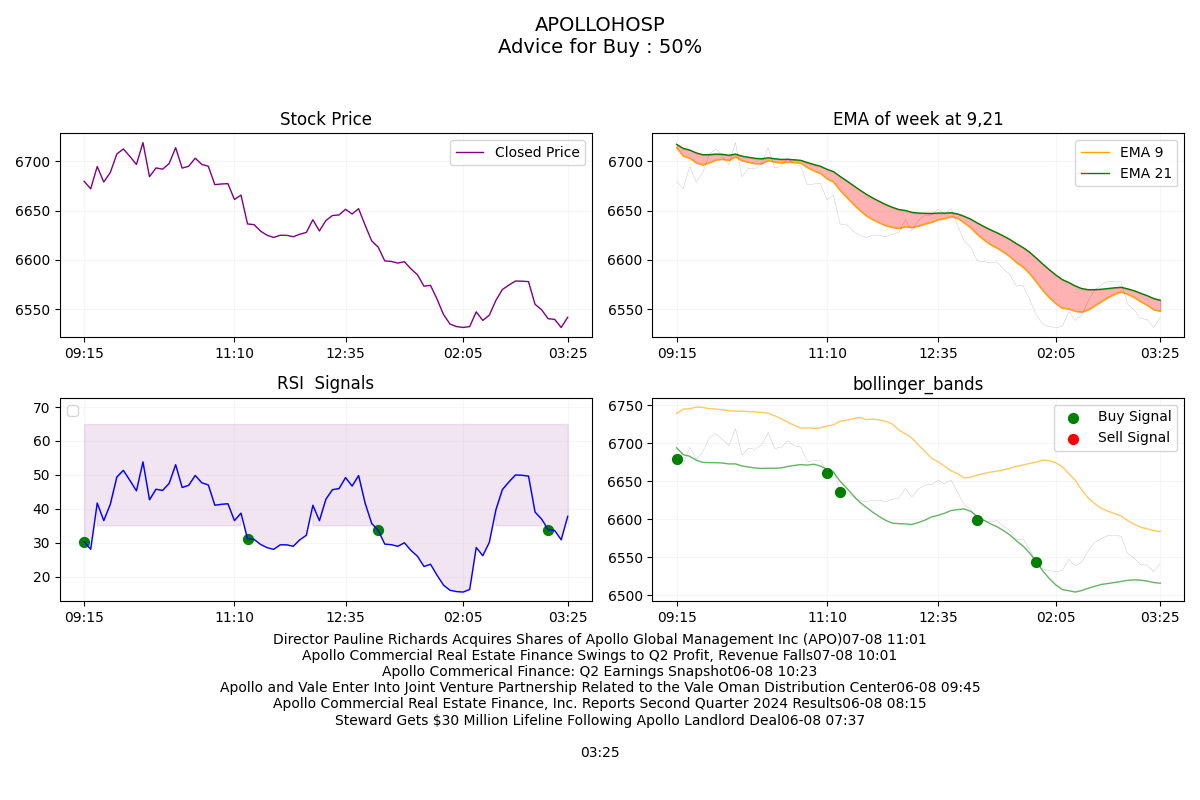 APOLLOHOSP
Advice for Buy : 50%
Stock Price
Closed Price
6700
6650
6600
6550
09:15
11:10
12:35
02:05
03:25
EMA of week at 9,21
EMA 9
EMA 21
6700
6650
6600
6550
09:15
11:10
12:35
02:05
03:25
RSI  Signals
70
60
50
40
30
20
09:15
11:10
12:35
02:05
03:25
bollinger_bands
Buy Signal
Sell Signal
6750
6700
6650
6600
6550
6500
09:15
11:10
12:35
02:05
03:25
Director Pauline Richards Acquires Shares of Apollo Global Management Inc (APO)07-08 11:01
Apollo Commercial Real Estate Finance Swings to Q2 Profit, Revenue Falls07-08 10:01
Apollo Commerical Finance: Q2 Earnings Snapshot06-08 10:23
Apollo and Vale Enter Into Joint Venture Partnership Related to the Vale Oman Distribution Center06-08 09:45
Apollo Commercial Real Estate Finance, Inc. Reports Second Quarter 2024 Results06-08 08:15
Steward Gets $30 Million Lifeline Following Apollo Landlord Deal06-08 07:37
03:25